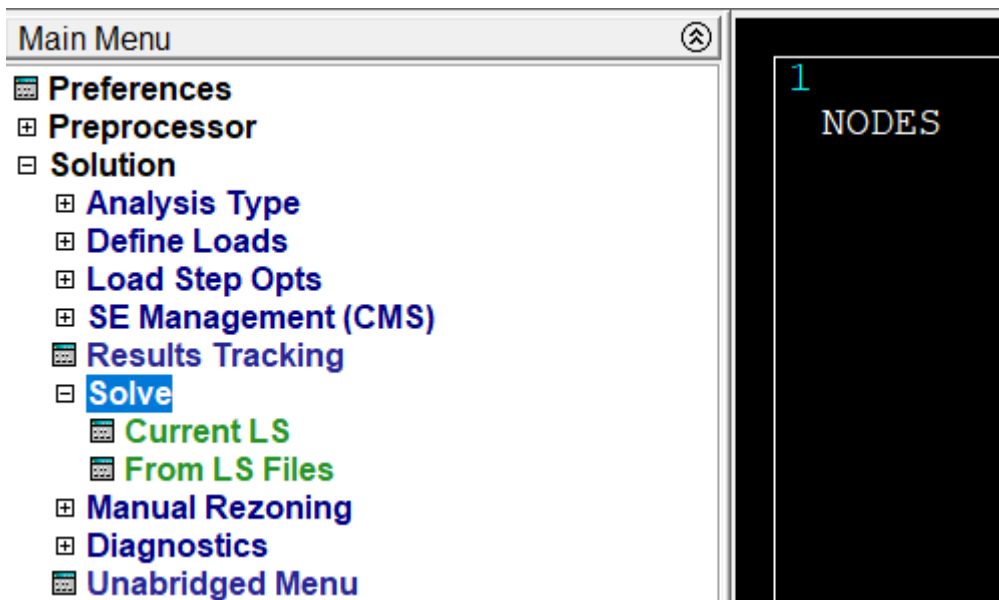 Main Menu
Preferences
Preprocessor
Solution
Analysis Type
Define Loads
Load Step Opts
SE Management (CMS)
Results Tracking
Solve
Current LS
From LS Files
Manual Rezoning
Diagnostics
Unabridged Menu
1
NODES